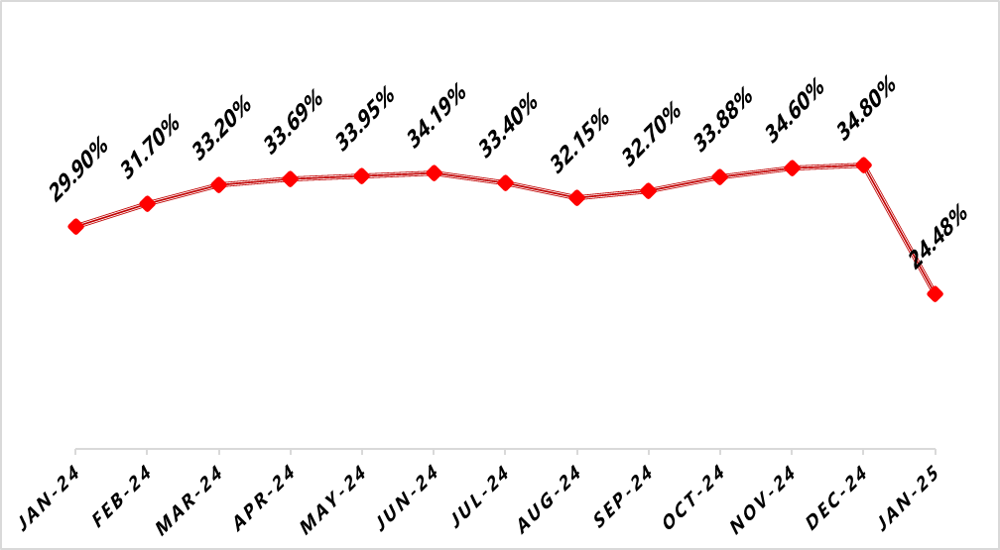 29.90%
31.70%
33.20%
33.69%
33.95%
34.19%
33.40%
32.15%
32.70%
33.88%
34.60%
34.80%
24.48%
JAN-24
FEB-24
MAR-24
APR-24
MAY-24
JUN-24
JUL-24
AUG-24
SEP-24
OCT-24
NOV-24
DEC-24
JAN-25